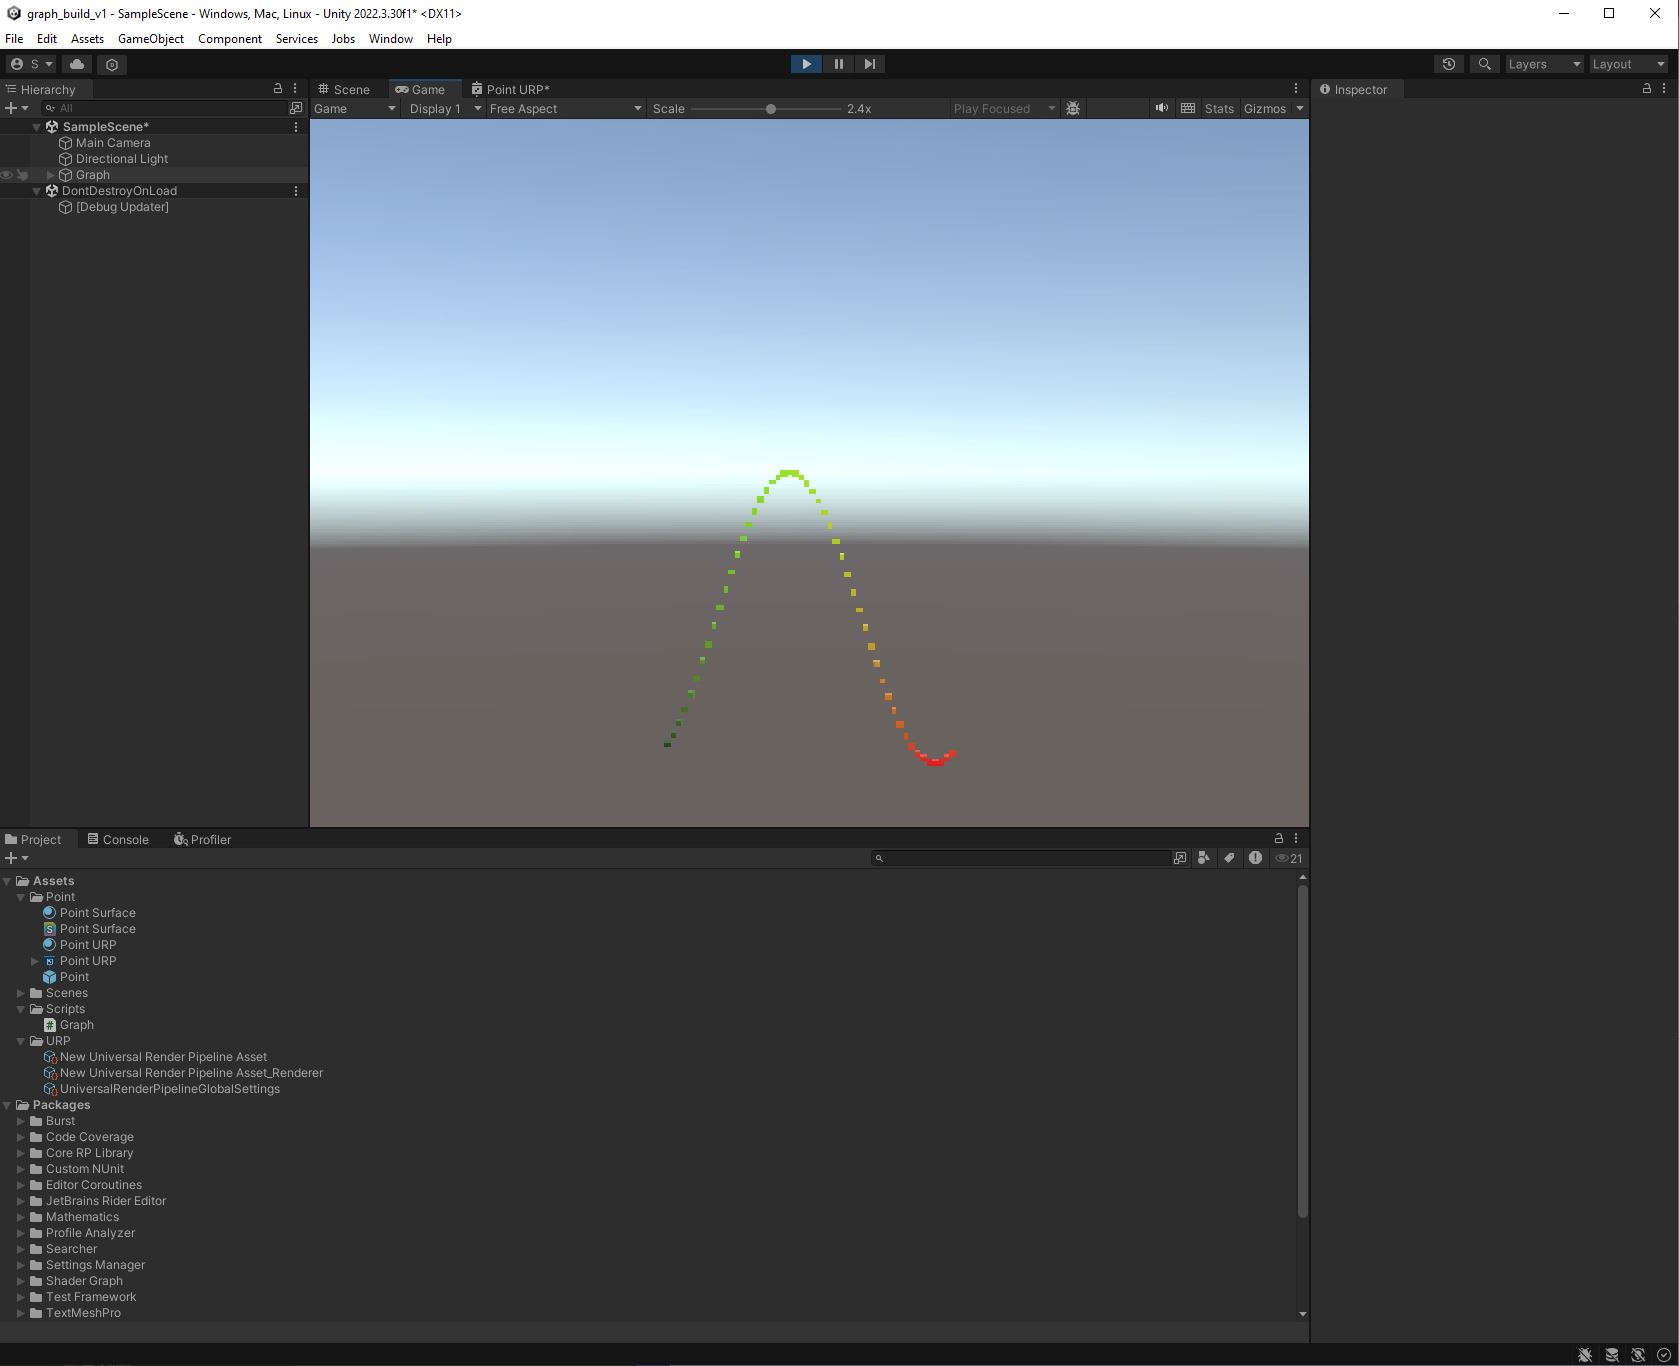 graph_build_v1 - SampleScene - Windows, Mac, Linux - Unity 2022.3.30f1* <DX11>
File Edit Assets GameObject Component Services Jobs Window Help
S Layers Layout
Hierarchy Scene Game Point URP* Inspector
All Game Display 1 Free Aspect Scale 2.4x Play Focused Stats Gizmos
SampleScene*
Main Camera
Directional Light
Graph
DontDestroyOnLoad
[Debug Updater]
Project Console Profiler
21
Assets
Point
Point Surface
Point Surface
Point URP
Point URP
Point
Scenes
Scripts
Graph
URP
New Universal Render Pipeline Asset
New Universal Render Pipeline Asset_Renderer
UniversalRenderPipelineGlobalSettings
Packages
Burst
Code Coverage
Core RP Library
Custom NUnit
Editor Coroutines
JetBrains Rider Editor
Mathematics
Profile Analyzer
Searcher
Settings Manager
Shader Graph
Test Framework
TextMeshPro